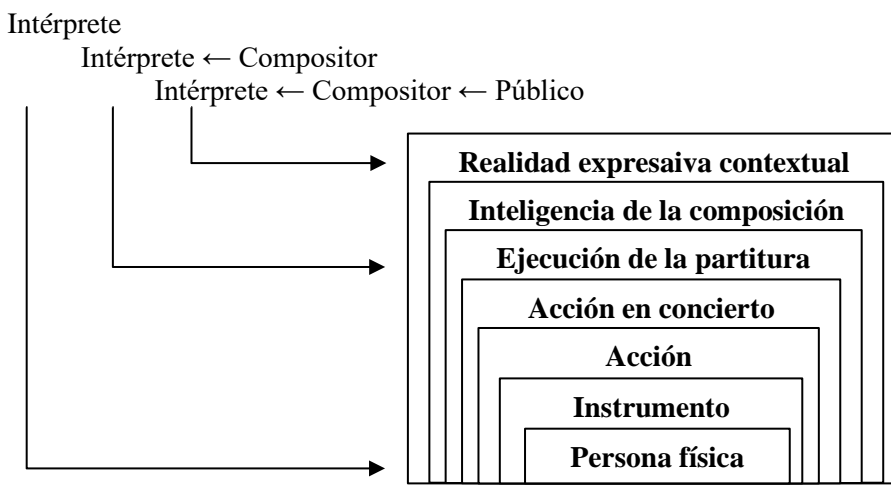 Intérprete
Intérprete ← Compositor
Intérprete ← Compositor ← Público
Realidad expresaiva contextual
Inteligencia de la composición
Ejecución de la partitura
Acción en concierto
Acción
Instrumento
Persona física